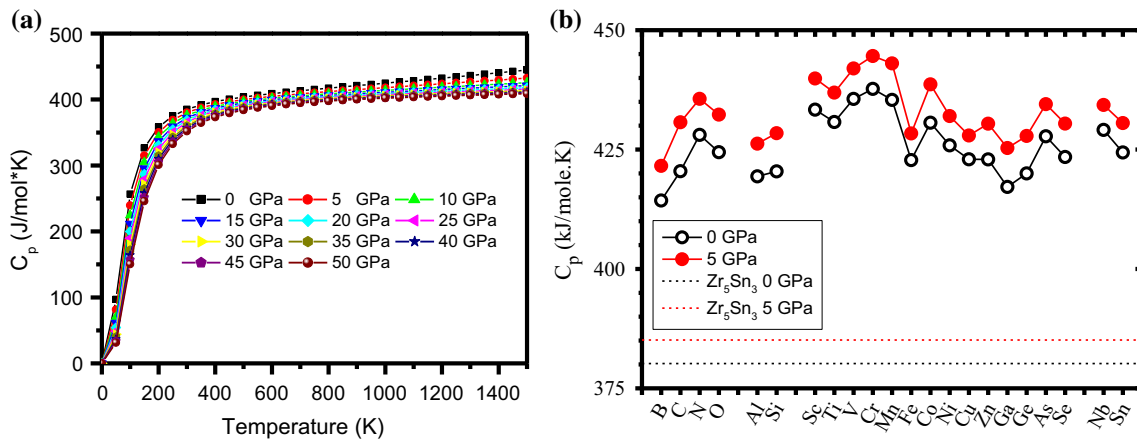 (a)
500
400
300
200
100
0
C_p (J/mol*K)
0 GPa 5 GPa 10 GPa
15 GPa 20 GPa 25 GPa
30 GPa 35 GPa 40 GPa
45 GPa 50 GPa
0 200 400 600 800 1000 1200 1400
Temperature (K)
(b)
450
425
400
375
C_p (kJ/mole.K)
0 GPa
5 GPa
Zr₅Sn₃ 0 GPa
Zr₅Sn₃ 5 GPa
B C N O Al Si Sc Ti V Cr Mn Fe Co Ni Cu Zn Ga Ge As Se Nb Sn